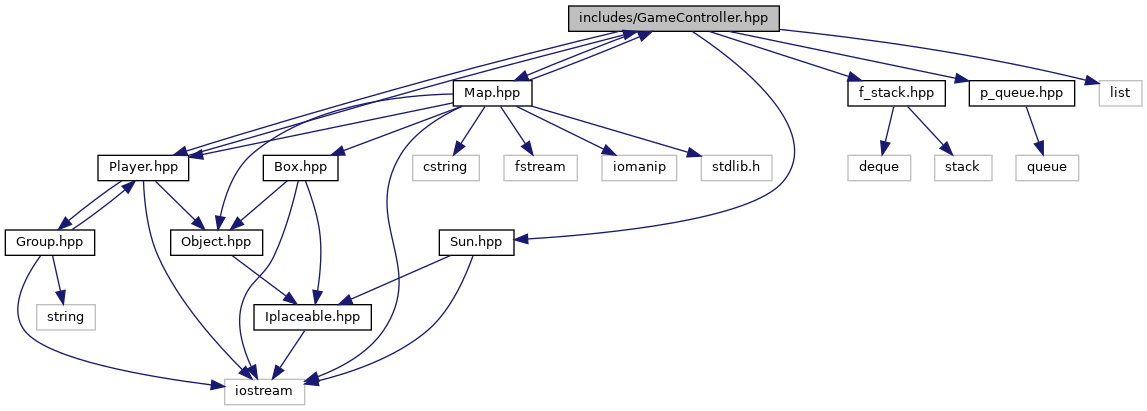 includes/GameController.hpp
Map.hpp
f_stack.hpp
p_queue.hpp
list
Player.hpp
Box.hpp
cstring
fstream
iomanip
stdlib.h
deque
stack
queue
Group.hpp
Object.hpp
Sun.hpp
string
Iplaceable.hpp
iostream